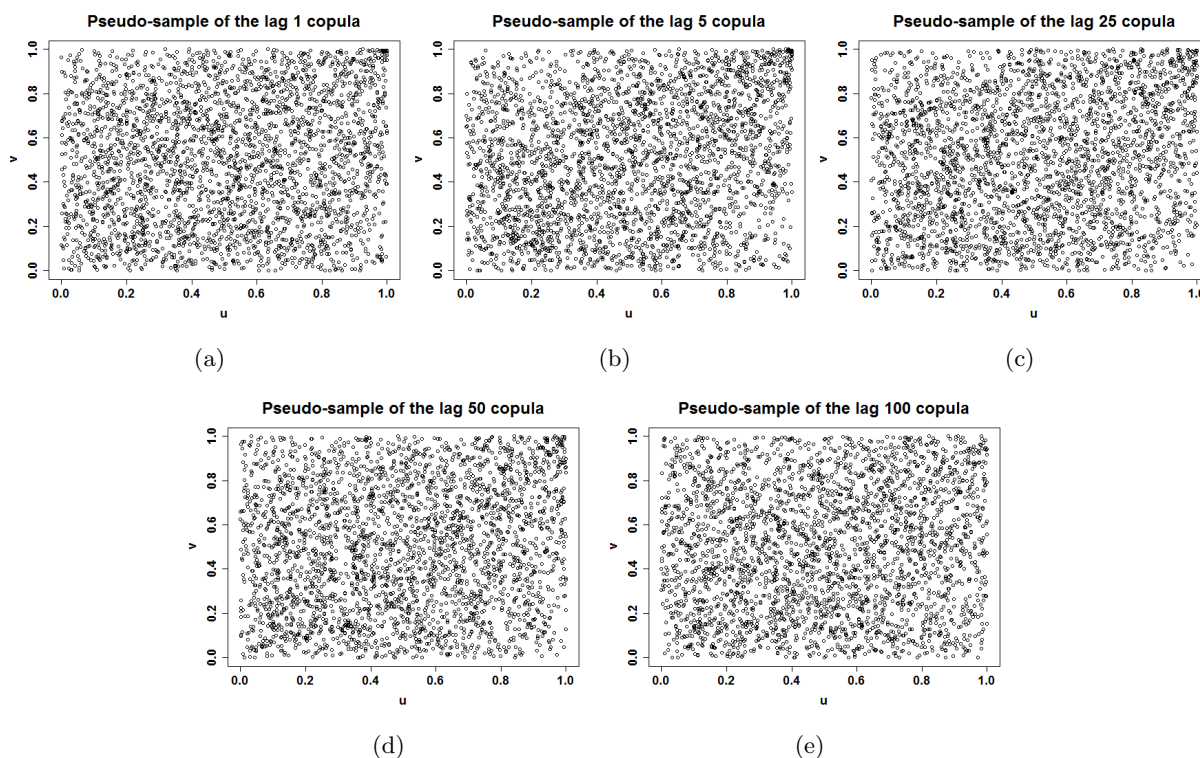 Pseudo-sample of the lag 1 copula
Pseudo-sample of the lag 5 copula
Pseudo-sample of the lag 25 copula
v
1.0
0.8
0.6
0.4
0.2
0.0
0.0 0.2 0.4 0.6 0.8 1.0
u
v
1.0
0.8
0.6
0.4
0.2
0.0
0.0 0.2 0.4 0.6 0.8 1.0
u
v
1.0
0.8
0.6
0.4
0.2
0.0
0.0 0.2 0.4 0.6 0.8 1.0
u
(a)
(b)
(c)
Pseudo-sample of the lag 50 copula
Pseudo-sample of the lag 100 copula
v
1.0
0.8
0.6
0.4
0.2
0.0
0.0 0.2 0.4 0.6 0.8 1.0
u
v
1.0
0.8
0.6
0.4
0.2
0.0
0.0 0.2 0.4 0.6 0.8 1.0
u
(d)
(e)